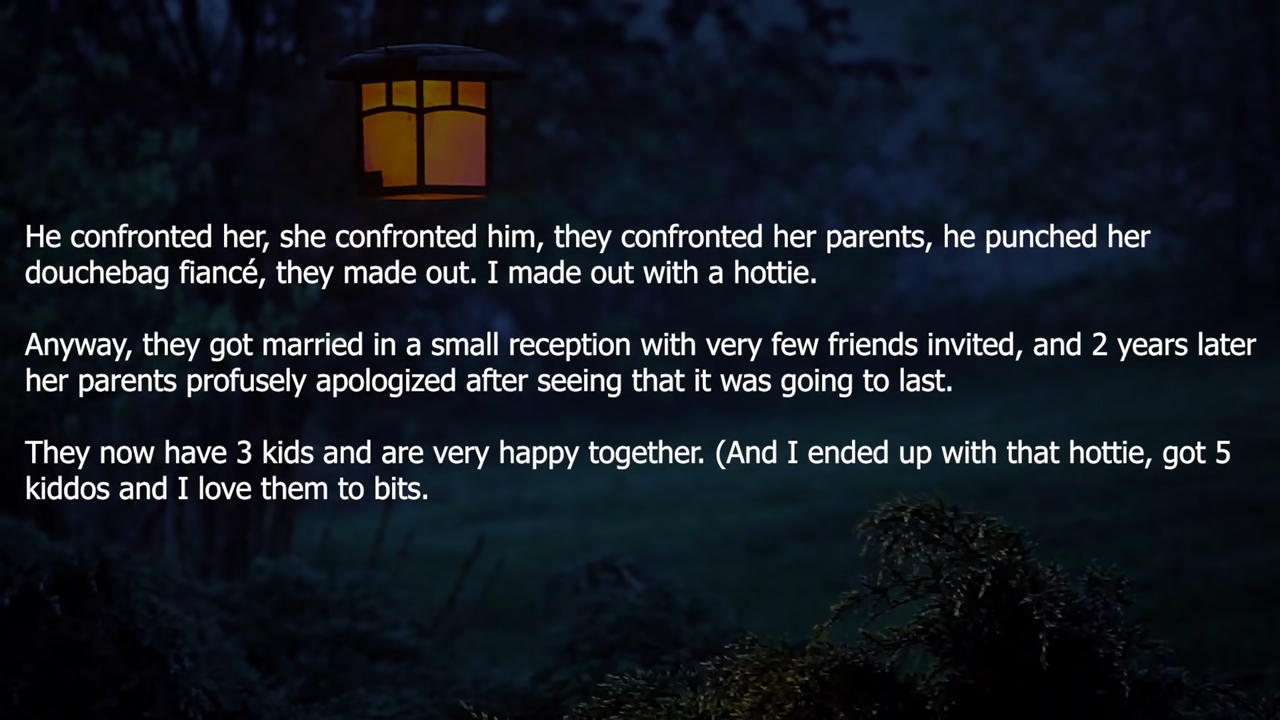 He confronted her, she confronted him, they confronted her parents, he punched her
douchebag fiancé, they made out. I made out with a hottie.
Anyway, they got married in a small reception with very few friends invited, and 2 years later
her parents profusely apologized after seeing that it was going to last.
They now have 3 kids and are very happy together. (And I ended up with that hottie, got 5
kiddos and I love them to bits.